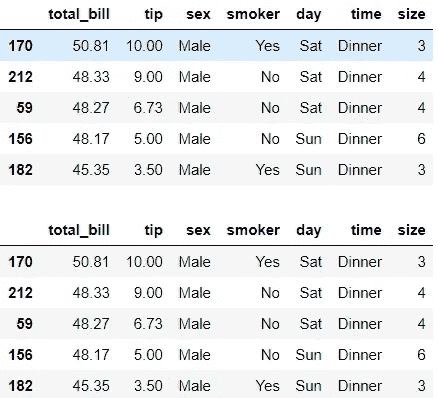 total_bill tip sex smoker day time size
170 50.81 10.00 Male Yes Sat Dinner 3
212 48.33 9.00 Male No Sat Dinner 4
59 48.27 6.73 Male No Sat Dinner 4
156 48.17 5.00 Male No Sun Dinner 6
182 45.35 3.50 Male Yes Sun Dinner 3
total_bill tip sex smoker day time size
170 50.81 10.00 Male Yes Sat Dinner 3
212 48.33 9.00 Male No Sat Dinner 4
59 48.27 6.73 Male No Sat Dinner 4
156 48.17 5.00 Male No Sun Dinner 6
182 45.35 3.50 Male Yes Sun Dinner 3